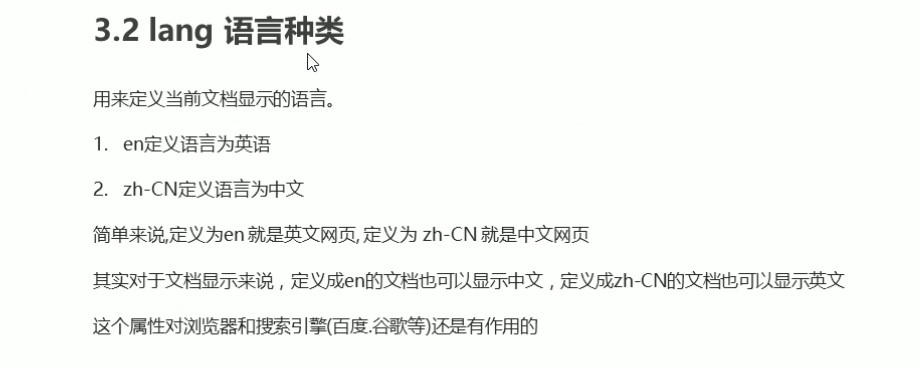 3.2 lang 语言种类
用来定义当前文档显示的语言。
1. en定义语言为英语
2. zh-CN定义语言为中文
简单来说,定义为en 就是英文网页, 定义为 zh-CN 就是中文网页
其实对于文档显示来说，定义成en的文档也可以显示中文，定义成zh-CN的文档也可以显示英文
这个属性对浏览器和搜索引擎(百度.谷歌等)还是有作用的